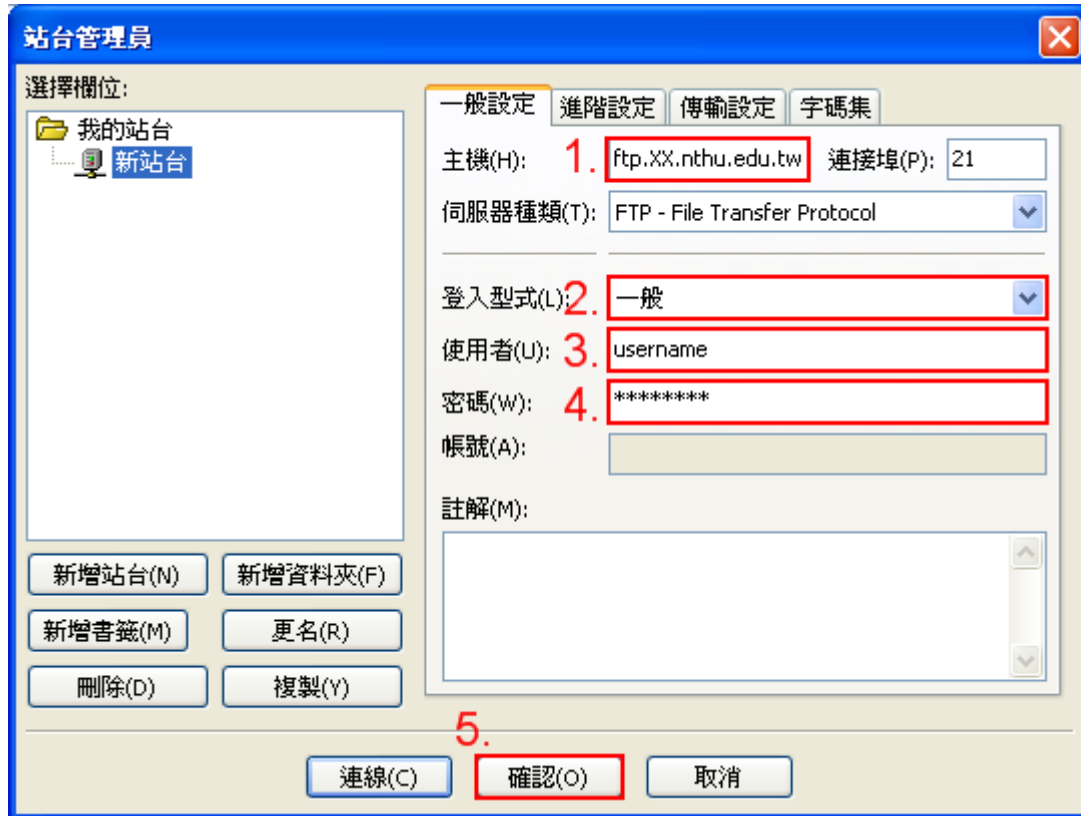 站台管理員
選擇欄位:
我的站台
新站台
新增站台(N) 新增資料夾(F)
新增書籤(M) 更名(R)
刪除(D) 複製(Y)
一般設定 進階設定 傳輸設定 字碼集
主機(H): 1. ftp.XX.nthu.edu.tw 連接埠(P): 21
伺服器種類(T): FTP - File Transfer Protocol
登入型式(L): 2. 一般
使用者(U): 3. username
密碼(W): 4. ********
帳號(A):
註解(M):
5.
連線(C) 確認(O) 取消